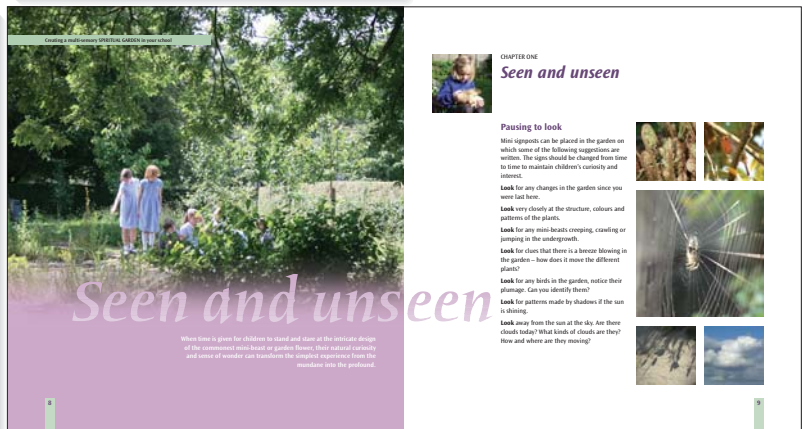 Creating a multi-sensory SPIRITUAL GARDEN in your school
Seen and unseen
When time is given for children to stand and stare at the intricate design
of the commonest mini-beast or garden flower, their natural curiosity
and sense of wonder can transform the simplest experience from the
mundane into the profound.
8
CHAPTER ONE
Seen and unseen
Pausing to look
Mini signposts can be placed in the garden on
which some of the following suggestions are
written. The signs should be changed from time
to time to maintain children's curiosity and
interest.
Look for any changes in the garden since you
were last here.
Look very closely at the structure, colours and
patterns of the plants.
Look for any mini-beasts creeping, crawling or
jumping in the undergrowth.
Look for clues that there is a breeze blowing in
the garden – how does it move the different
plants?
Look for any birds in the garden, notice their
plumage. Can you identify them?
Look for patterns made by shadows if the sun
is shining.
Look away from the sun at the sky. Are there
clouds today? What kinds of clouds are they?
How and where are they moving?
9